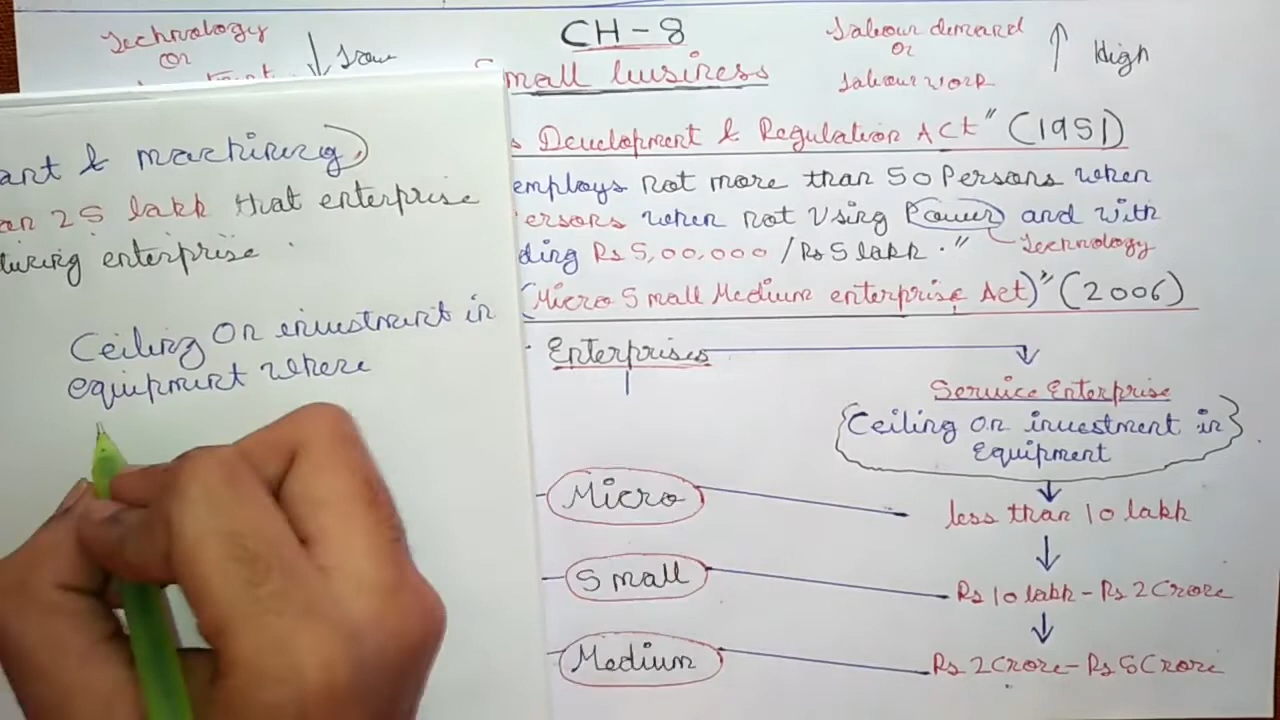 Technology
or
↓ Low
CH-8
Small business
Labour demand
or
Labour work
↑ High
ant & machinirg)
an 25 lakh that enterprise
turing enterprise.
Ceiling On investment in
equipment where
s Development & Regulation Act" (1951)
employs not more than 50 Persons when
ersons when not Using Power and with
ding Rs 5,00,000 / Rs 5 lakh."
Technology
(Micro Small Medium enterprise Act)" (2006)
Enterprises
Service Enterprise
Ceiling on investment in
Equipment
Micro
less than 10 lakh
Small
Rs 10 lakh - Rs 2 Crore
Medium
Rs 2 Crore - Rs 5 Crore